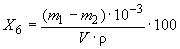 X₆ = (m₁ − m₂) · 10⁻³ / V · ρ · 100